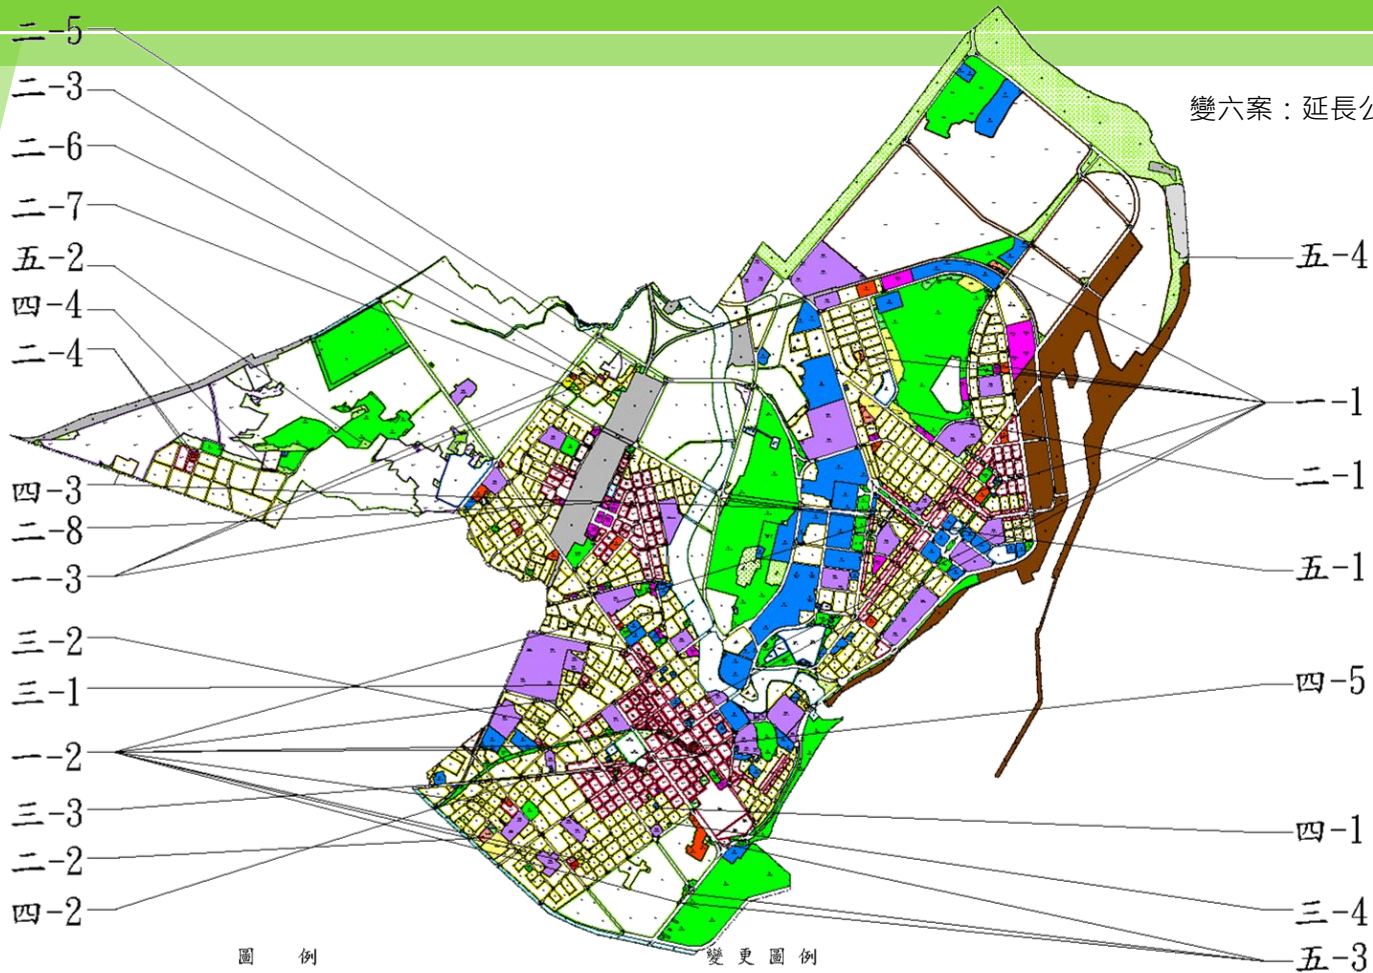 二-5
二-3
二-6
二-7
五-2
四-4
二-4
四-3
二-8
一-3
三-2
三-1
一-2
三-3
二-2
四-2
變六案：延長公
五-4
一-1
二-1
五-1
四-5
四-1
三-4
五-3
圖 例
變更圖例